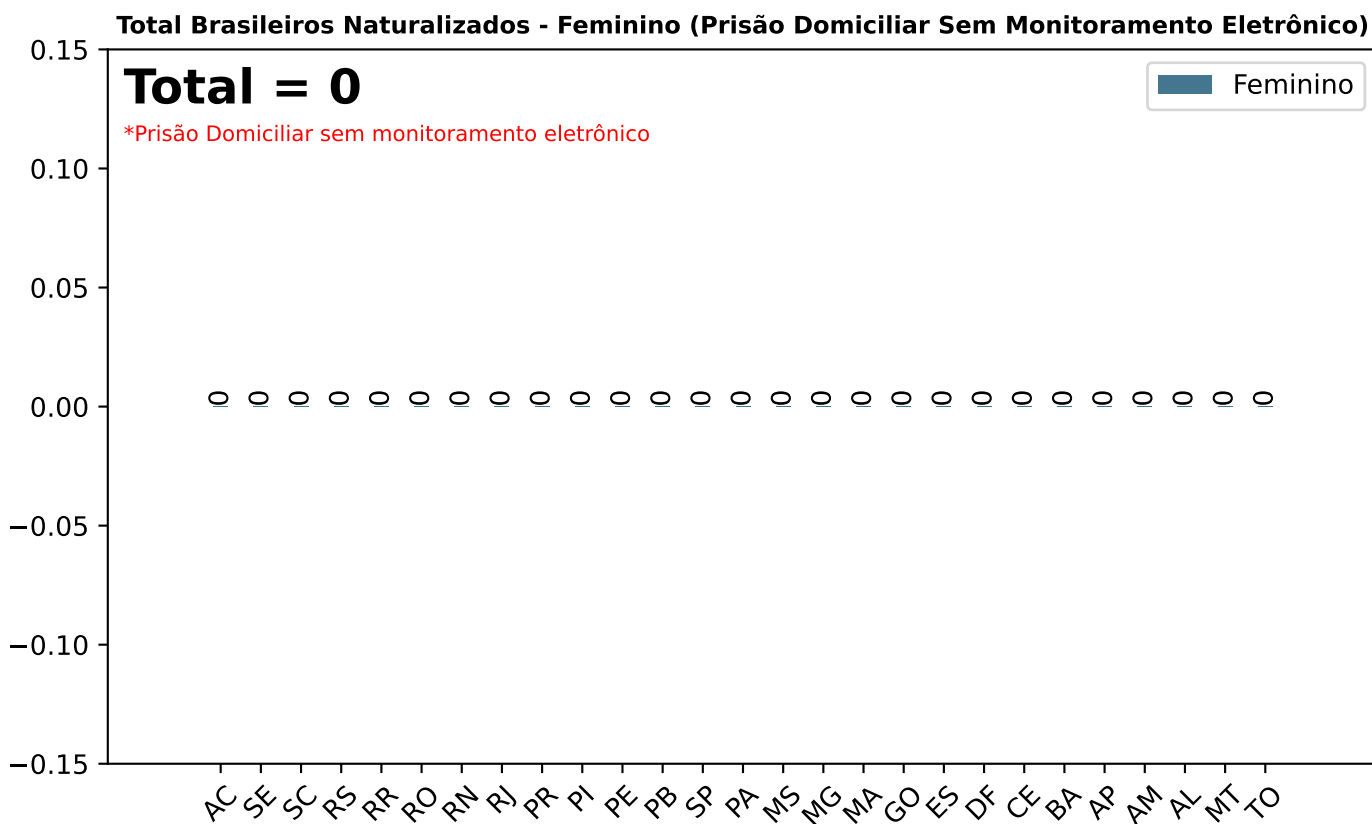 Total Brasileiros Naturalizados - Feminino (Prisão Domiciliar Sem Monitoramento Eletrônico)
0.15
Total = 0
Feminino
*Prisão Domiciliar sem monitoramento eletrônico
0.10
0.05
0 0 0 0 0 0 0 0 0 0 0 0 0 0 0 0 0 0 0 0 0 0 0 0 0 0 0
0.00
−0.05
−0.10
−0.15
AC SE SC RS RR RO RN RJ PR PI PE PB SP PA MS MG MA GO ES DF CE BA AP AM AL MT TO